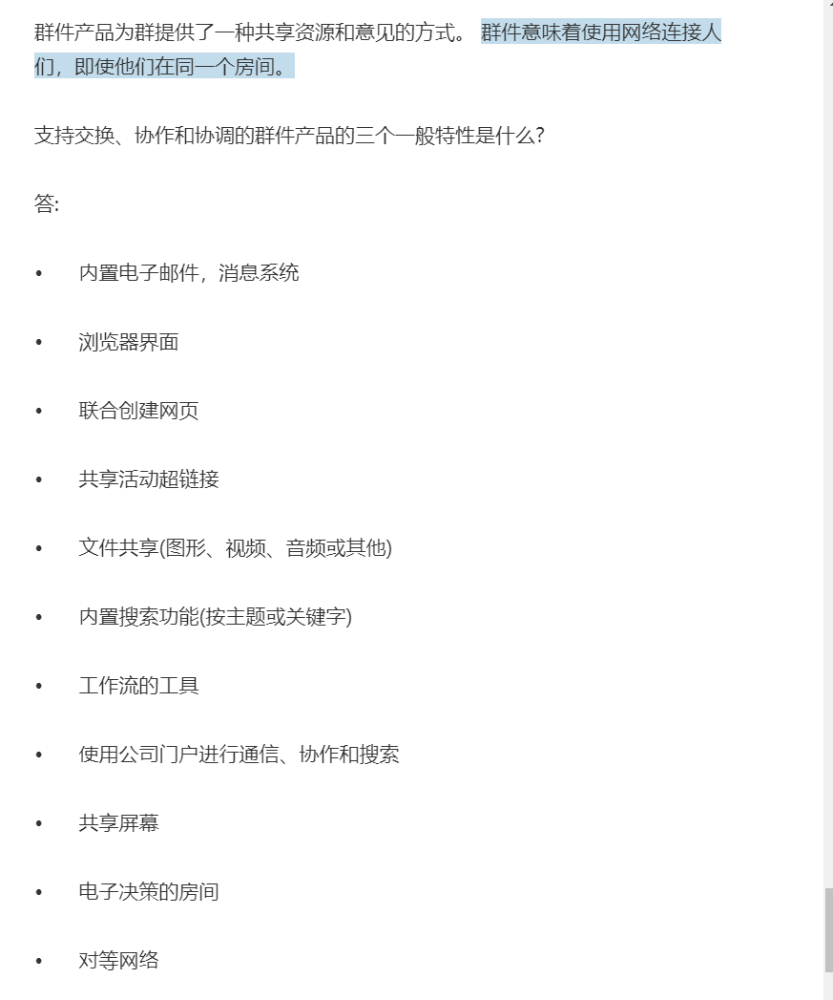 群件产品为群提供了一种共享资源和意见的方式。 群件意味着使用网络连接人
们，即使他们在同一个房间。
支持交换、协作和协调的群件产品的三个一般特性是什么?
答:
• 内置电子邮件，消息系统
• 浏览器界面
• 联合创建网页
• 共享活动超链接
• 文件共享(图形、视频、音频或其他)
• 内置搜索功能(按主题或关键字)
• 工作流的工具
• 使用公司门户进行通信、协作和搜索
• 共享屏幕
• 电子决策的房间
• 对等网络